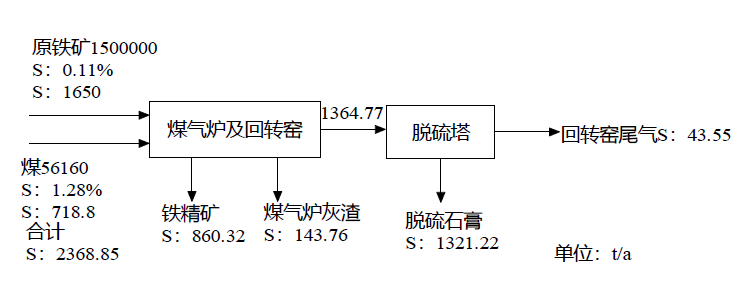 原铁矿1500000
S：0.11%
S：1650
煤56160
S：1.28%
S：718.8
合计
S：2368.85
煤气炉及回转窑
1364.77
脱硫塔
回转窑尾气S：43.55
铁精矿
S：860.32
煤气炉灰渣
S：143.76
脱硫石膏
S：1321.22
单位：t/a